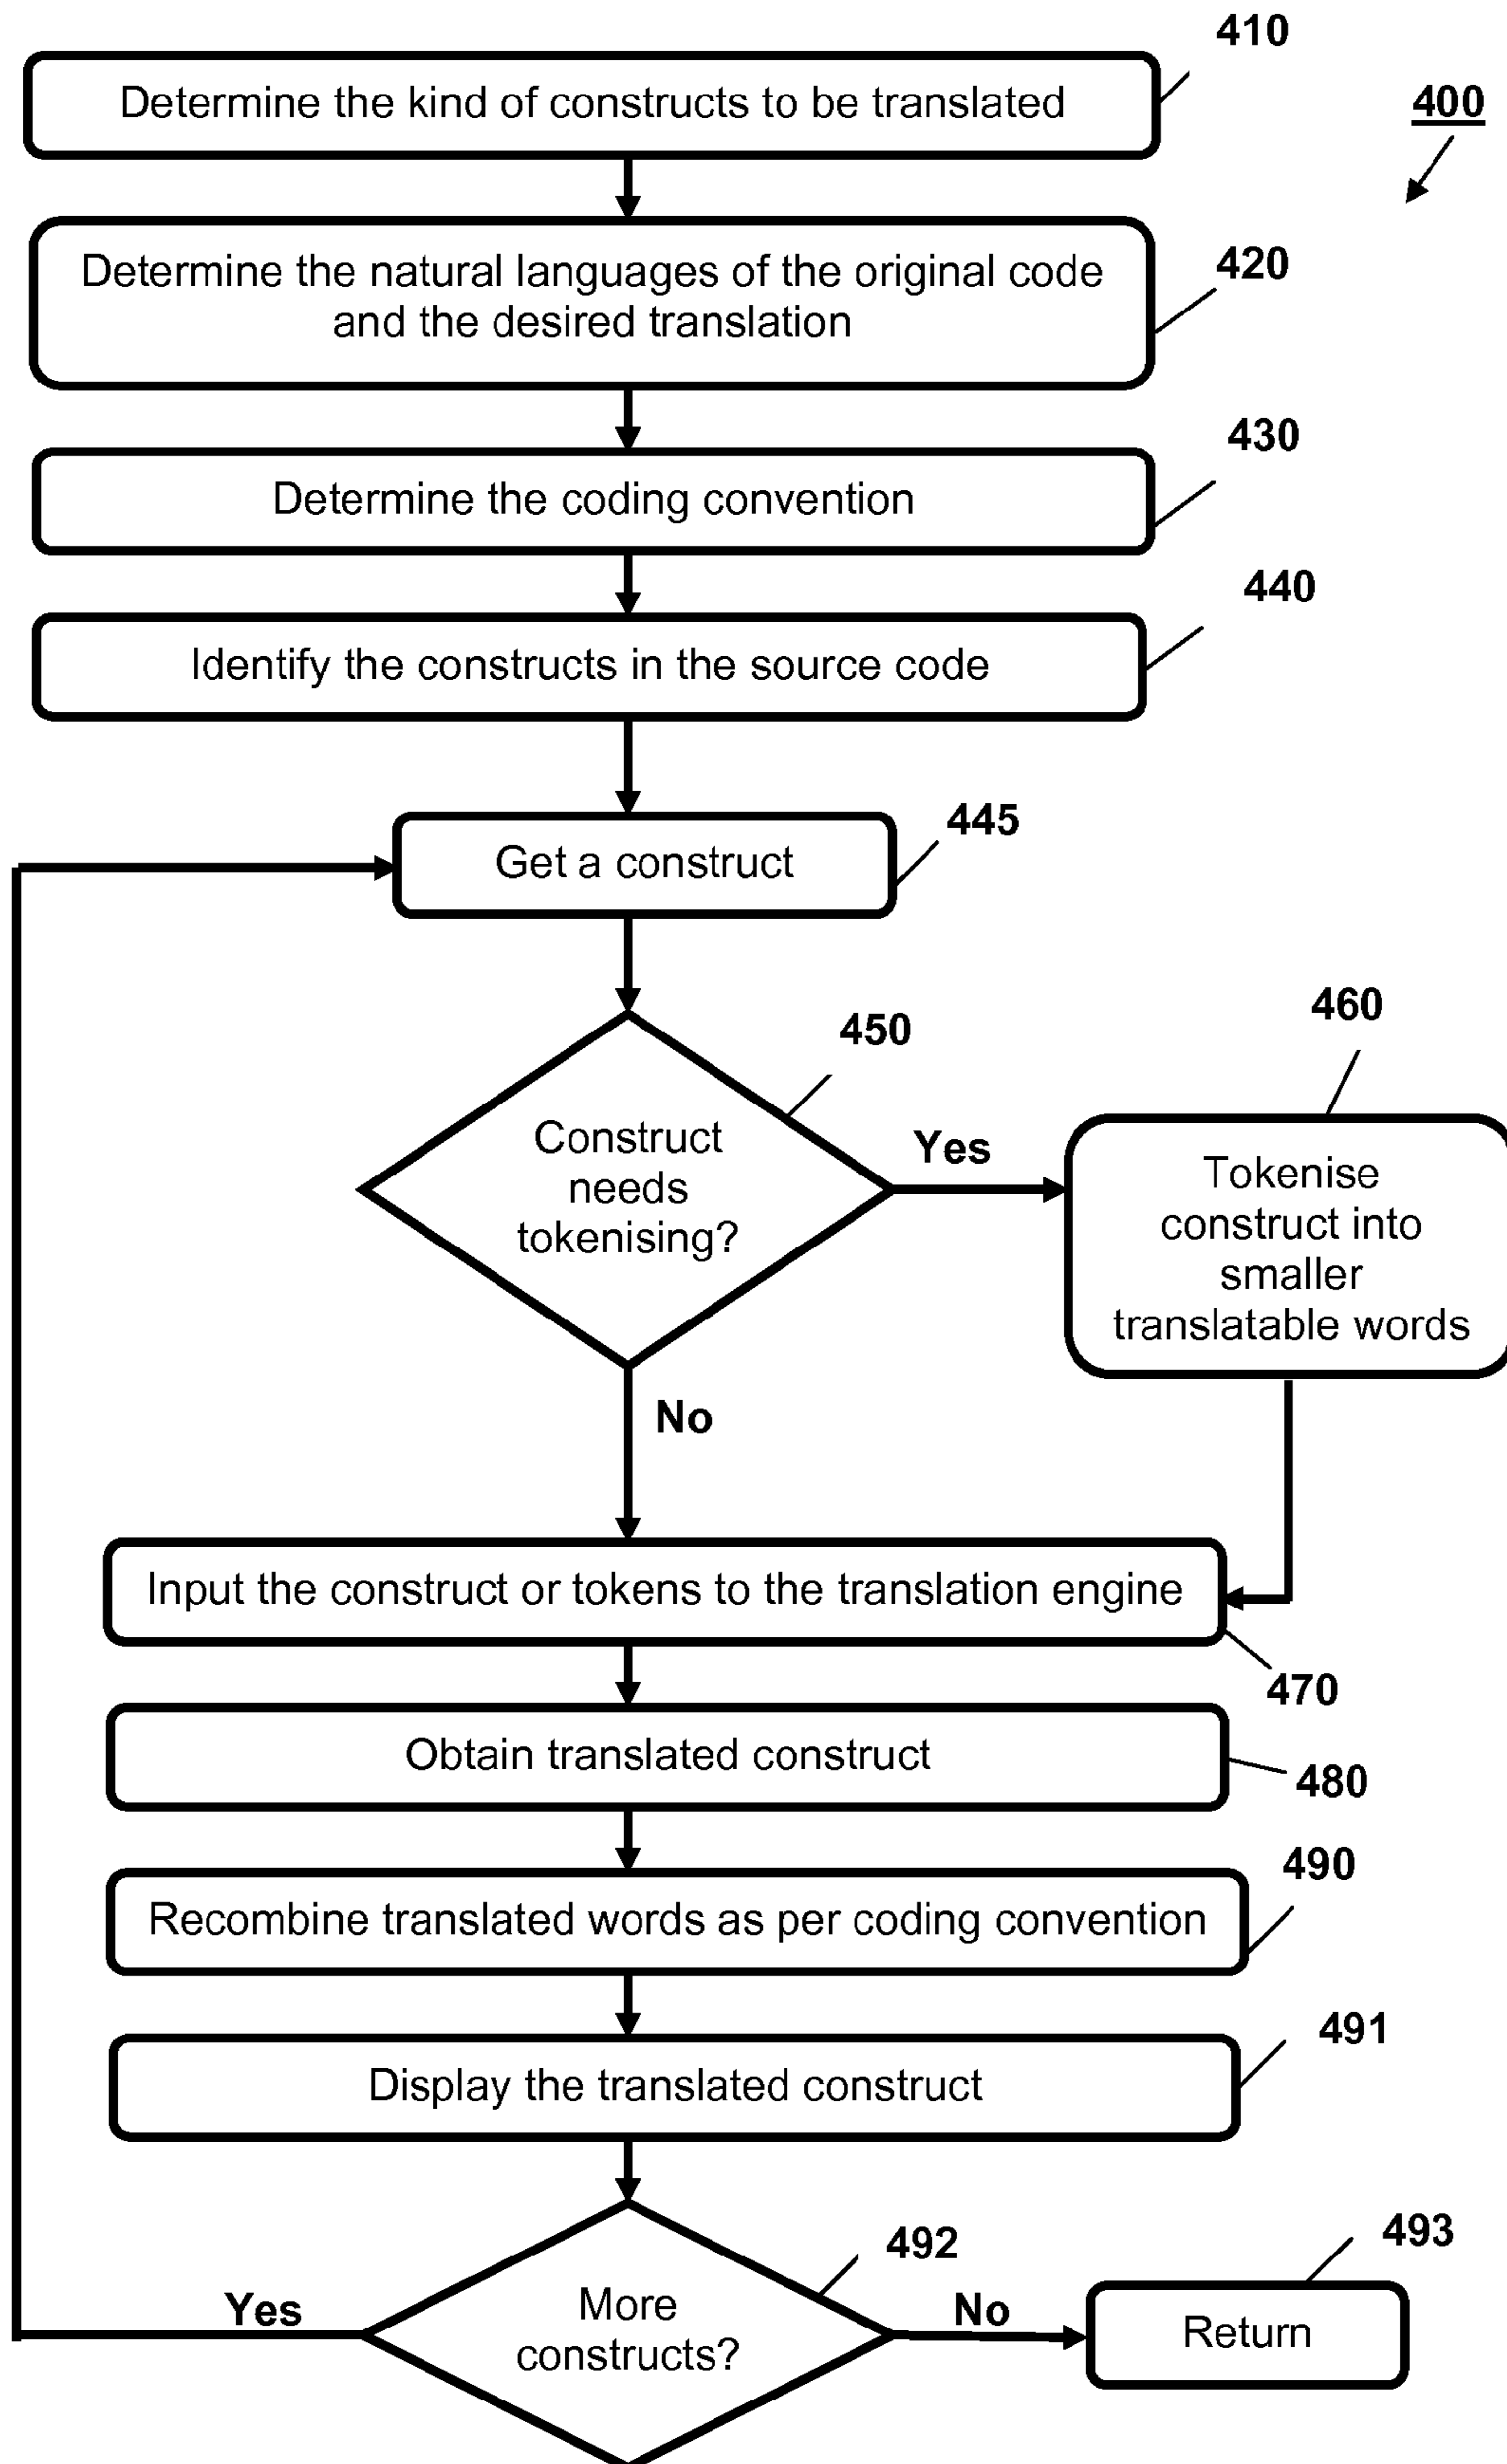 410
Determine the kind of constructs to be translated
400
Determine the natural languages of the original code
and the desired translation
420
430
Determine the coding convention
440
Identify the constructs in the source code
445
Get a construct
450
460
Construct
needs
tokenising?
Yes
Tokenise
construct into
smaller
translatable words
No
Input the construct or tokens to the translation engine
470
Obtain translated construct
480
490
Recombine translated words as per coding convention
491
Display the translated construct
492
493
Yes
More
constructs?
No
Return